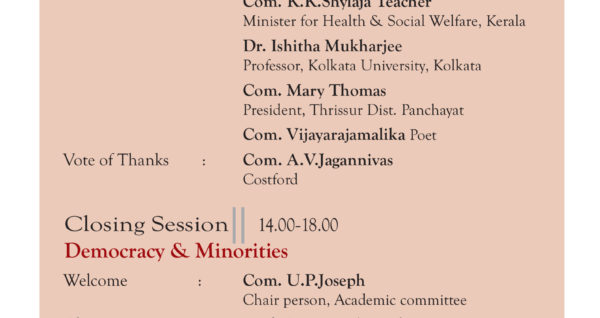 Com. K.K.Shylaja Teacher
Minister for Health & Social Welfare, Kerala
Dr. Ishitha Mukharjee
Professor, Kolkata University, Kolkata
Com. Mary Thomas
President, Thrissur Dist. Panchayat
Com. Vijayarajamalika Poet
Vote of Thanks : Com. A.V.Jagannivas
Costford
Closing Session 14.00-18.00
Democracy & Minorities
Welcome : Com. U.P.Joseph
Chair person, Academic committee